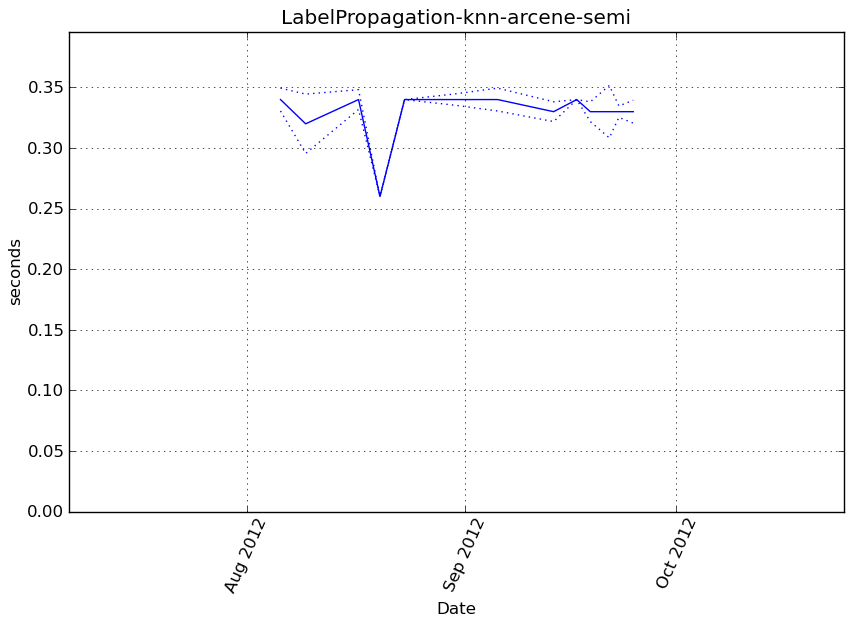 LabelPropagation-knn-arcene-semi
0.35
0.30
0.25
0.20
0.15
0.10
0.05
0.00
seconds
Aug 2012
Sep 2012
Oct 2012
Date